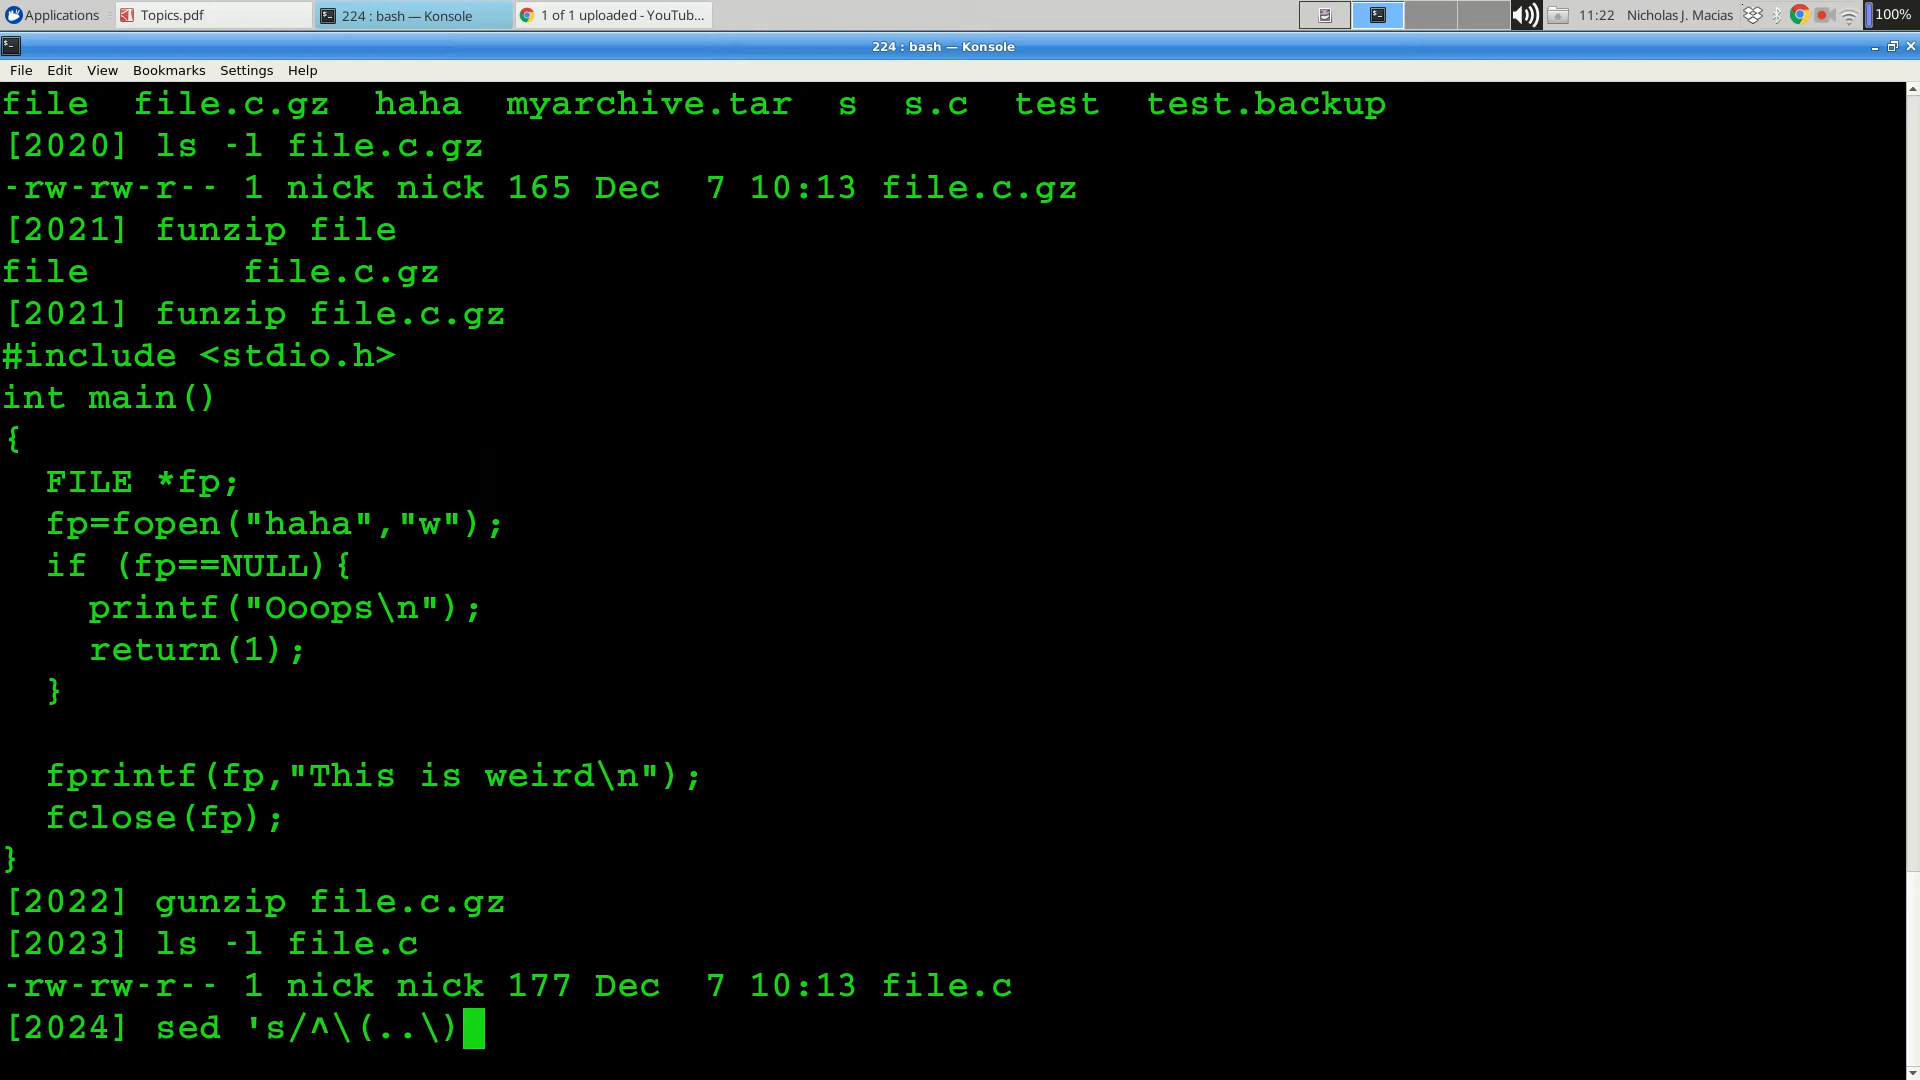 Applications Topics.pdf 224 : bash — Konsole 1 of 1 uploaded - YouTub... 11:22 Nicholas J. Macias 100%
224 : bash — Konsole
File Edit View Bookmarks Settings Help
file  file.c.gz  haha  myarchive.tar  s  s.c  test  test.backup
[2020] ls -l file.c.gz
-rw-rw-r-- 1 nick nick 165 Dec  7 10:13 file.c.gz
[2021] funzip file
file       file.c.gz
[2021] funzip file.c.gz
#include <stdio.h>
int main()
{
  FILE *fp;
  fp=fopen("haha","w");
  if (fp==NULL){
    printf("Ooops\n");
    return(1);
  }
  fprintf(fp,"This is weird\n");
  fclose(fp);
}
[2022] gunzip file.c.gz
[2023] ls -l file.c
-rw-rw-r-- 1 nick nick 177 Dec  7 10:13 file.c
[2024] sed 's/^\(..\)